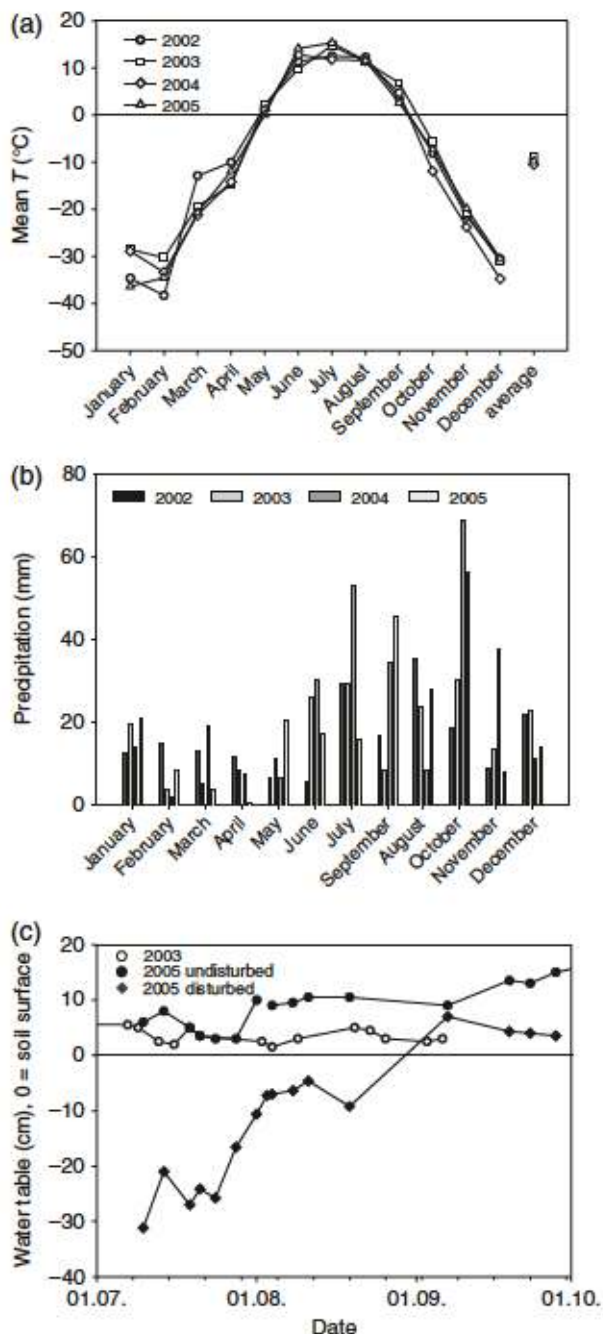 (a)
20
10
0
−10
−20
−30
−40
−50
Mean T (°C)
2002
2003
2004
2005
January
February
March
April
May
June
July
August
September
October
November
December
average
(b)
80
60
40
20
0
Precipitation (mm)
2002 2003 2004 2005
January
February
March
April
May
June
July
September
August
October
November
December
(c)
20
10
0
−10
−20
−30
−40
Water table (cm), 0 = soil surface
2003
2005 undisturbed
2005 disturbed
01.07. 01.08. 01.09. 01.10.
Date